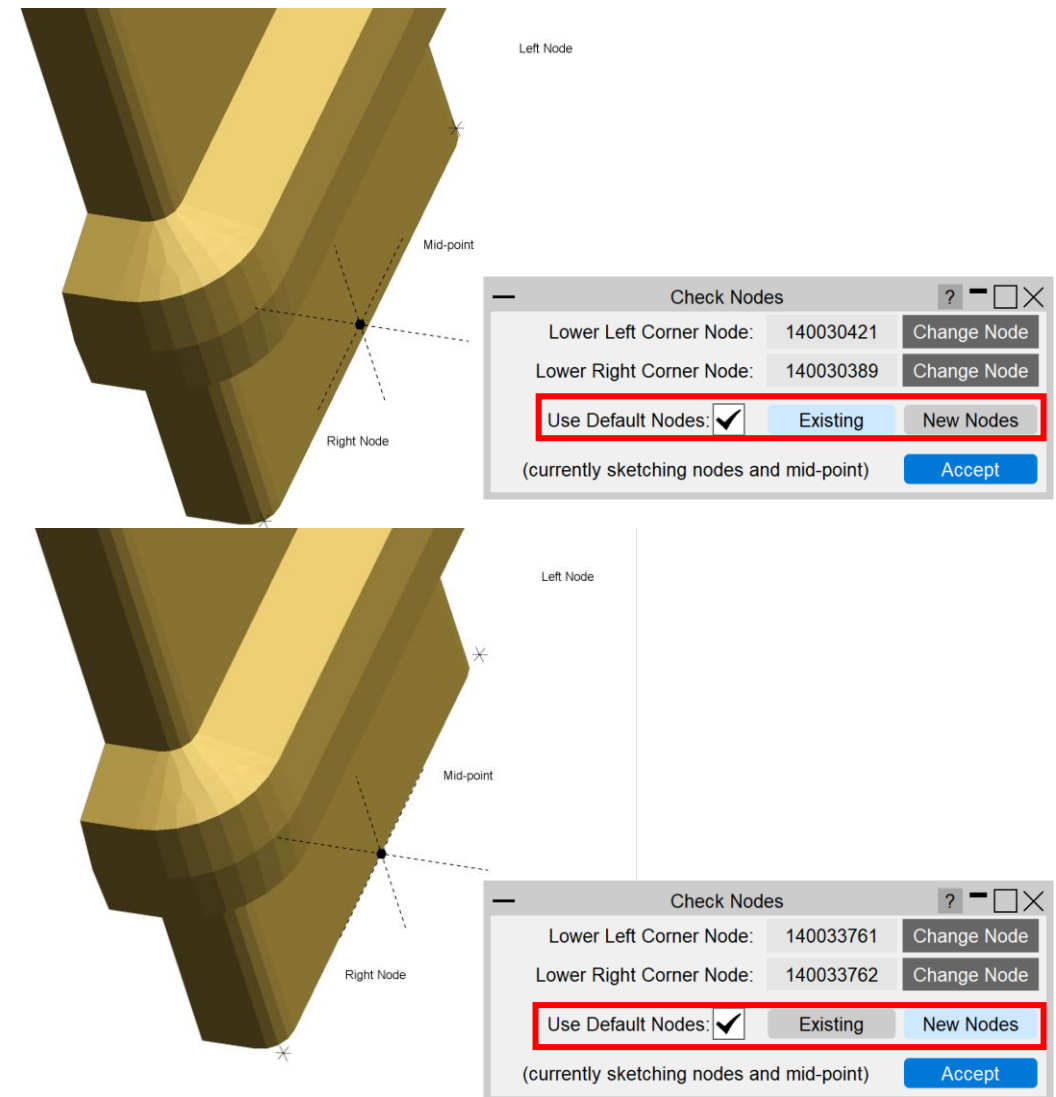 Left Node
Mid-point
Right Node
Check Nodes ?
Lower Left Corner Node: 140030421 Change Node
Lower Right Corner Node: 140030389 Change Node
Use Default Nodes: Existing New Nodes
(currently sketching nodes and mid-point) Accept
Left Node
Mid-point
Right Node
Check Nodes ?
Lower Left Corner Node: 140033761 Change Node
Lower Right Corner Node: 140033762 Change Node
Use Default Nodes: Existing New Nodes
(currently sketching nodes and mid-point) Accept